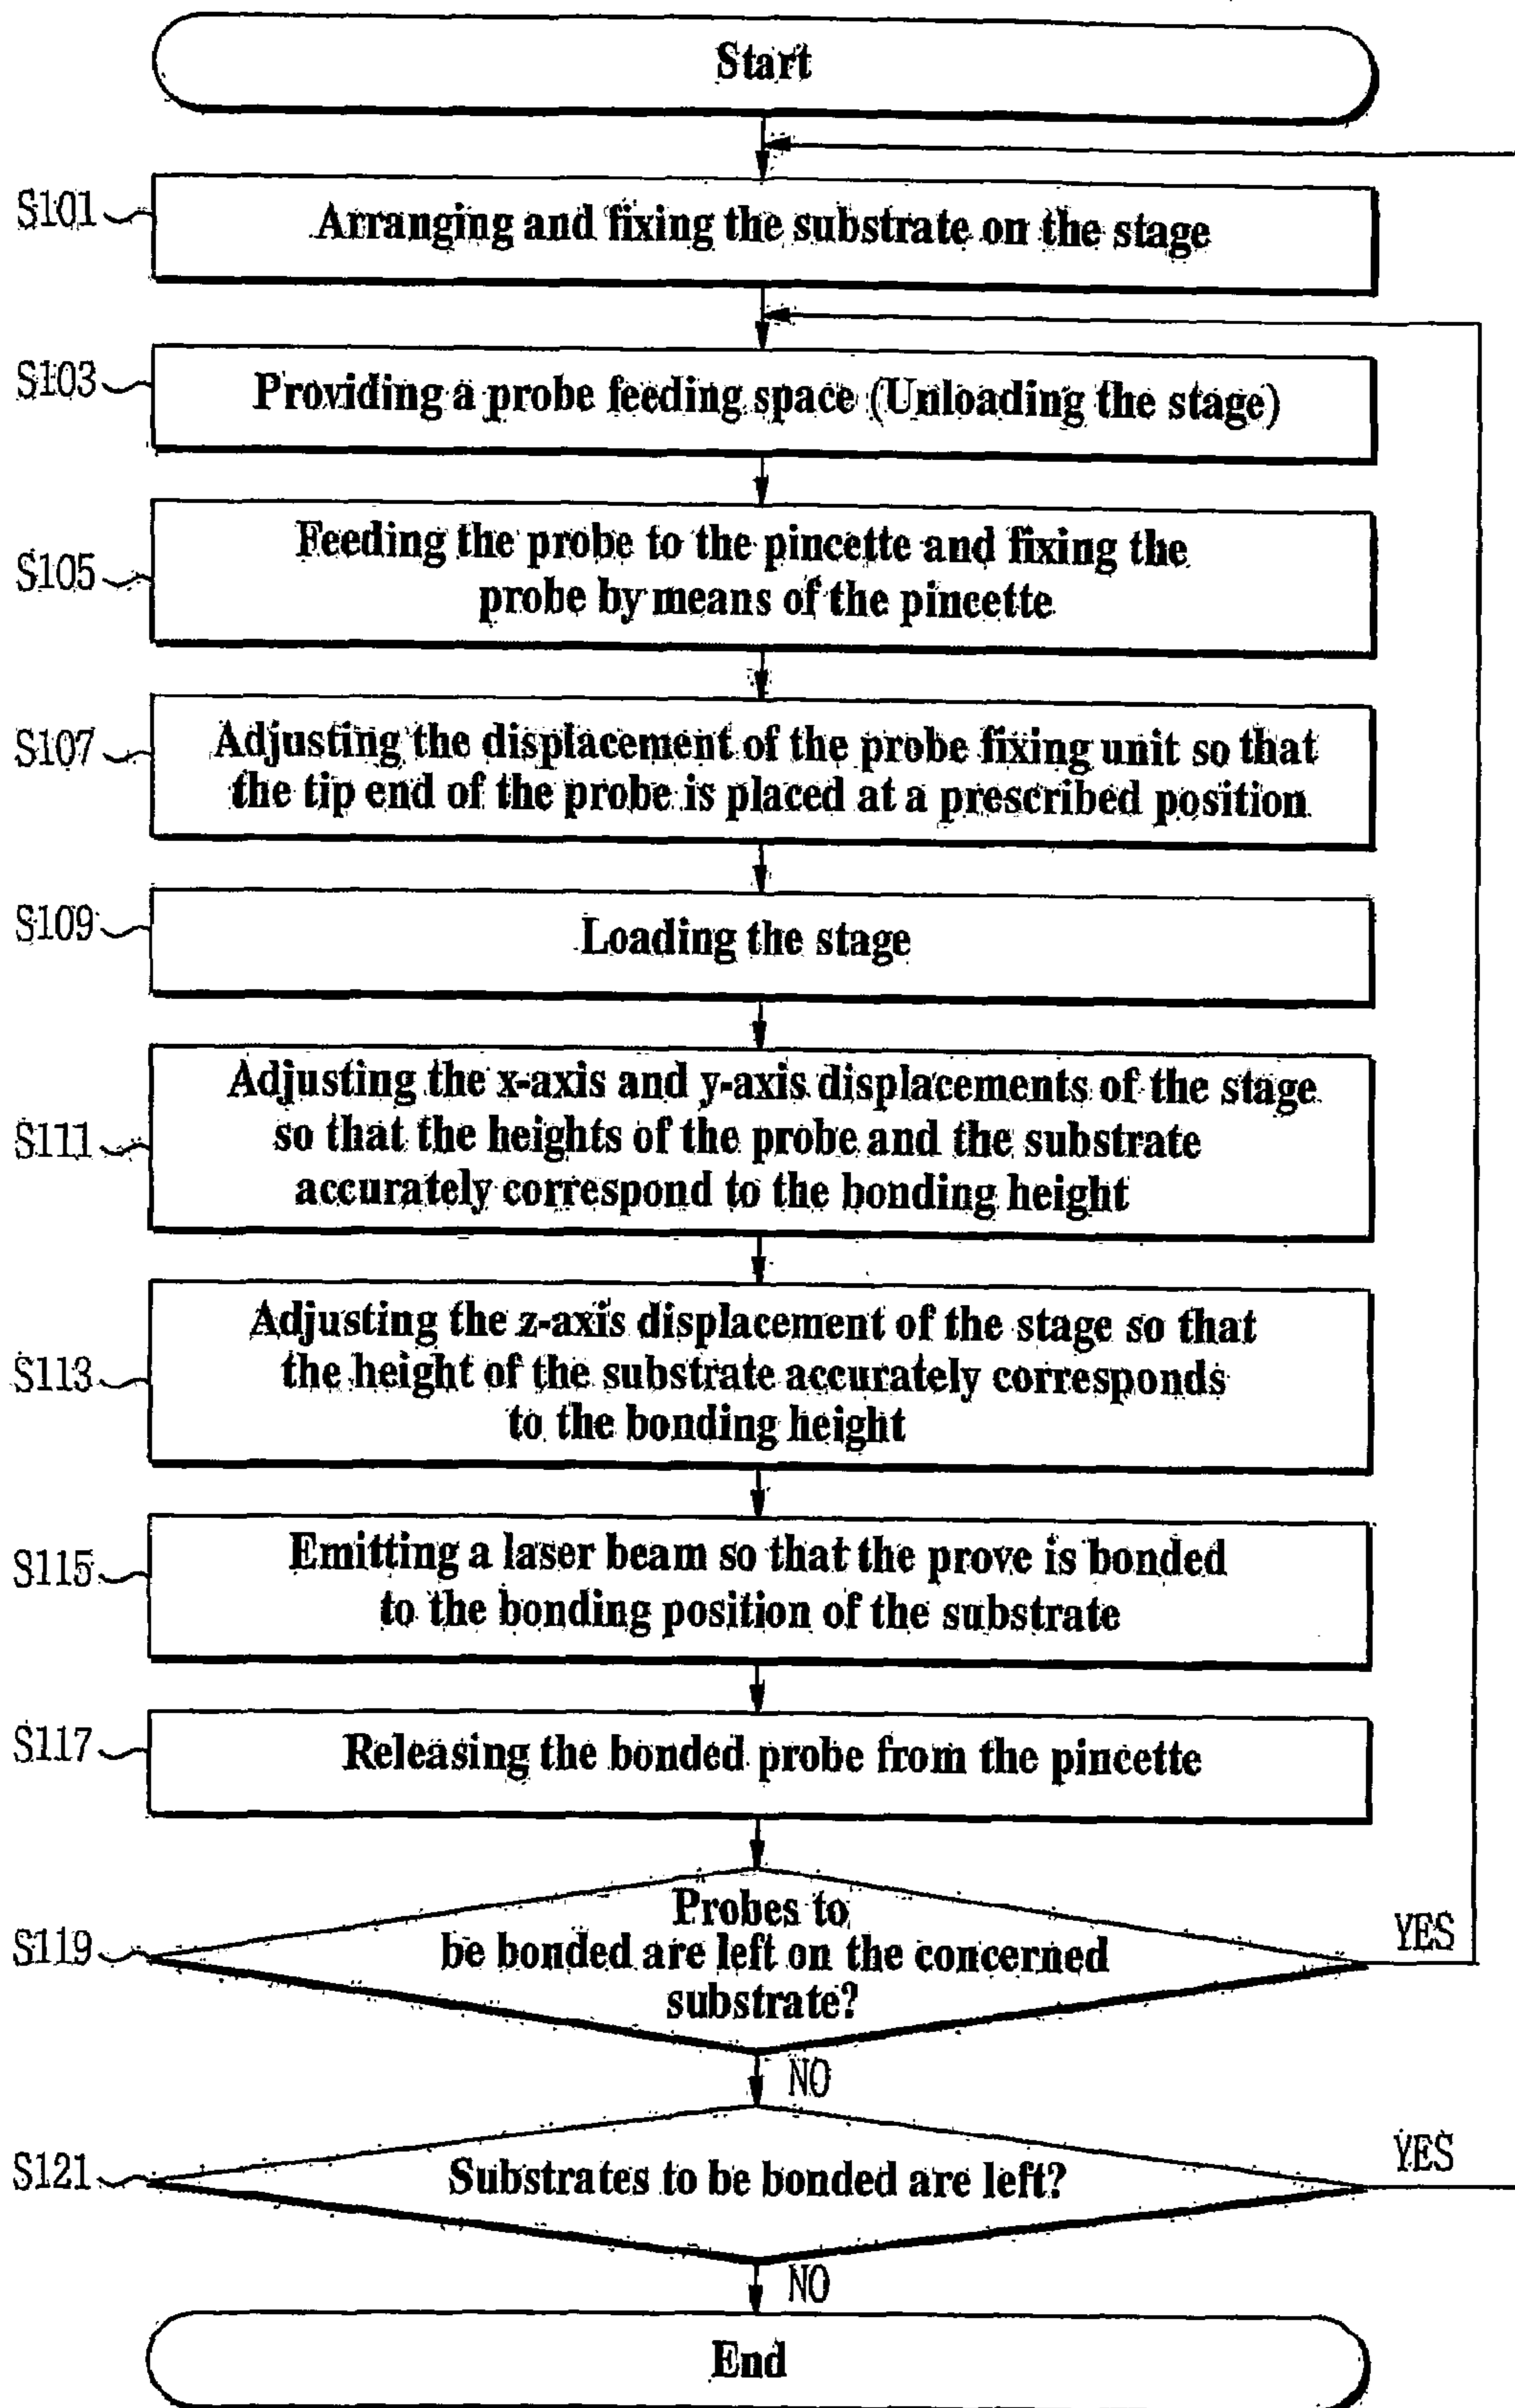 Start
S101
Arranging and fixing the substrate on the stage
S103
Providing a probe feeding space (Unloading the stage)
S105
Feeding the probe to the pincette and fixing the
probe by means of the pincette
S107
Adjusting the displacement of the probe fixing unit so that
the tip end of the probe is placed at a prescribed position
S109
Loading the stage
S111
Adjusting the x-axis and y-axis displacements of the stage
so that the heights of the probe and the substrate
accurately correspond to the bonding height
S113
Adjusting the z-axis displacement of the stage so that
the height of the substrate accurately corresponds
to the bonding height
S115
Emitting a laser beam so that the prove is bonded
to the bonding position of the substrate
S117
Releasing the bonded probe from the pincette
S119
Probes to
be bonded are left on the concerned
substrate?
YES
NO
S121
Substrates to be bonded are left?
YES
NO
End